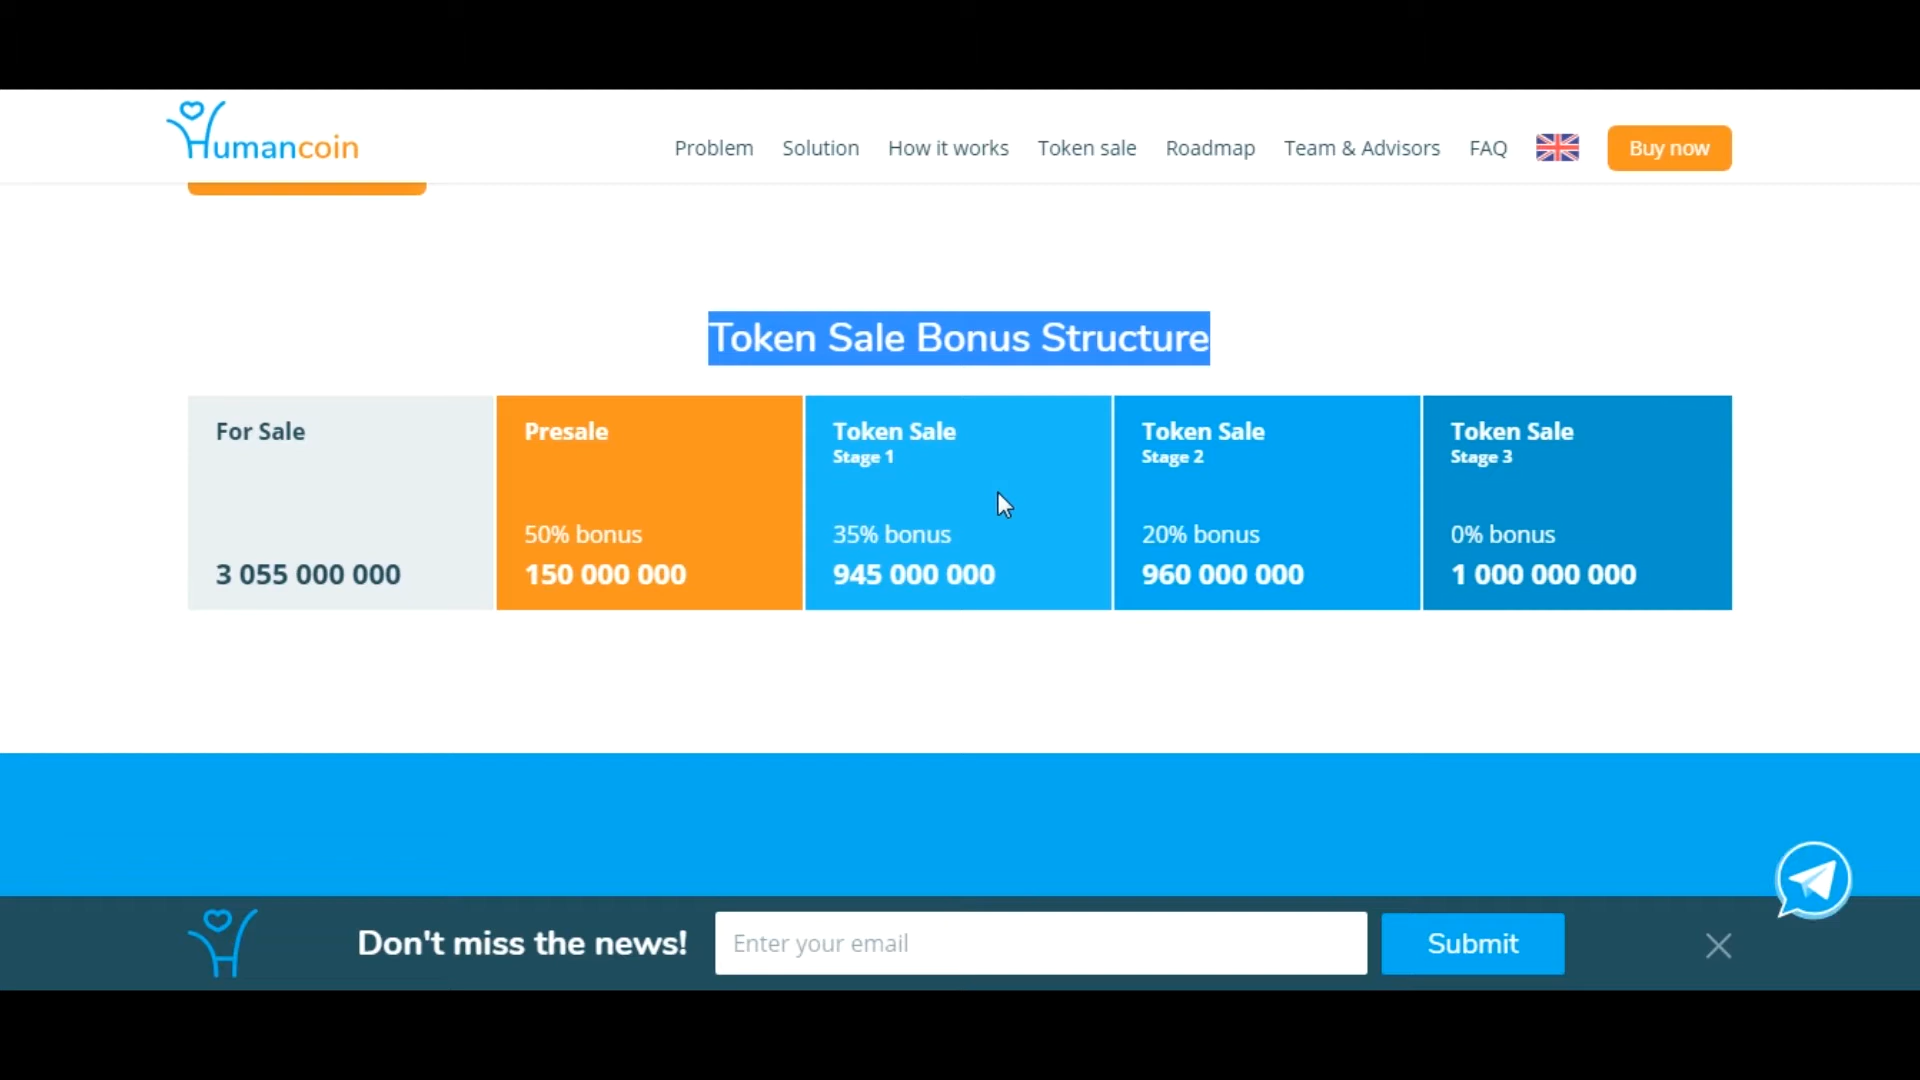 Humancoin
Problem Solution How it works Token sale Roadmap Team & Advisors FAQ Buy now
Token Sale Bonus Structure
For Sale
3 055 000 000
Presale
50% bonus
150 000 000
Token Sale
Stage 1
35% bonus
945 000 000
Token Sale
Stage 2
20% bonus
960 000 000
Token Sale
Stage 3
0% bonus
1 000 000 000
Don't miss the news! Enter your email Submit